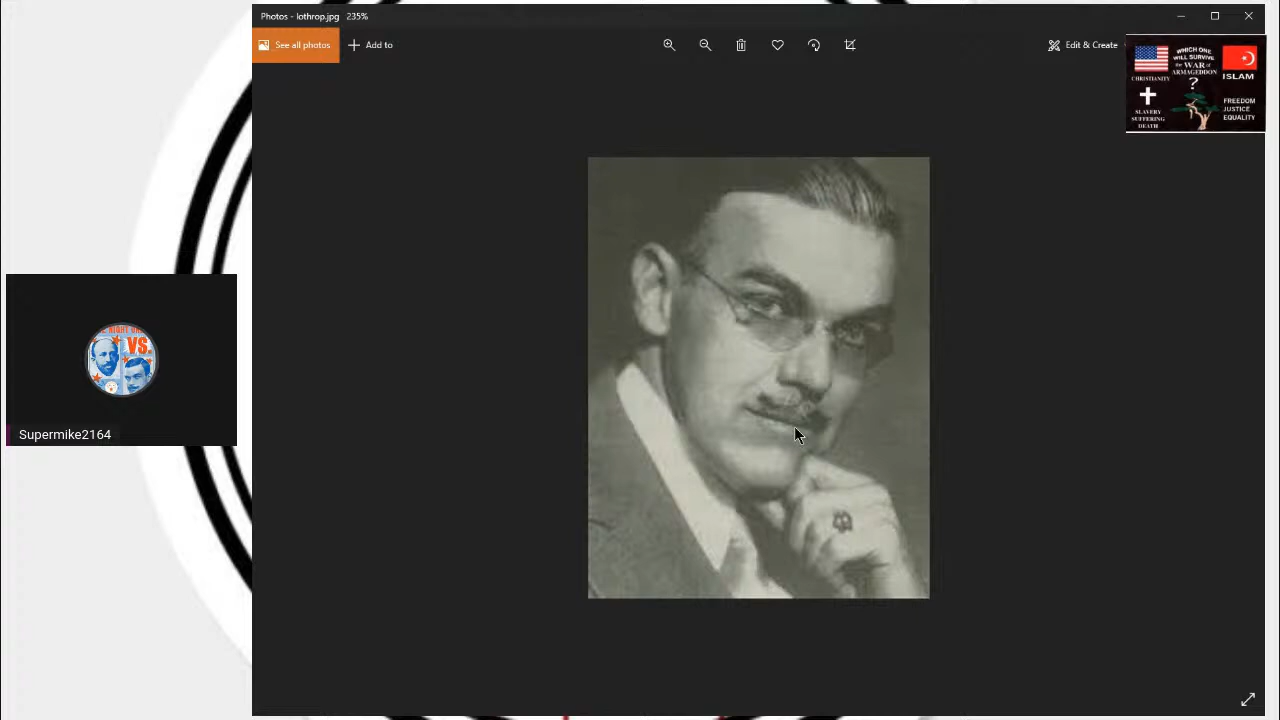 Photos - lothrop.jpg 235%
See all photos
Add to
Edit & Create
WHICH ONE
WILL SURVIVE
the WAR of
ARMAGEDDON
?
CHRISTIANITY
ISLAM
SLAVERY
SUFFERING
DEATH
FREEDOM
JUSTICE
EQUALITY
VS.
Supermike2164